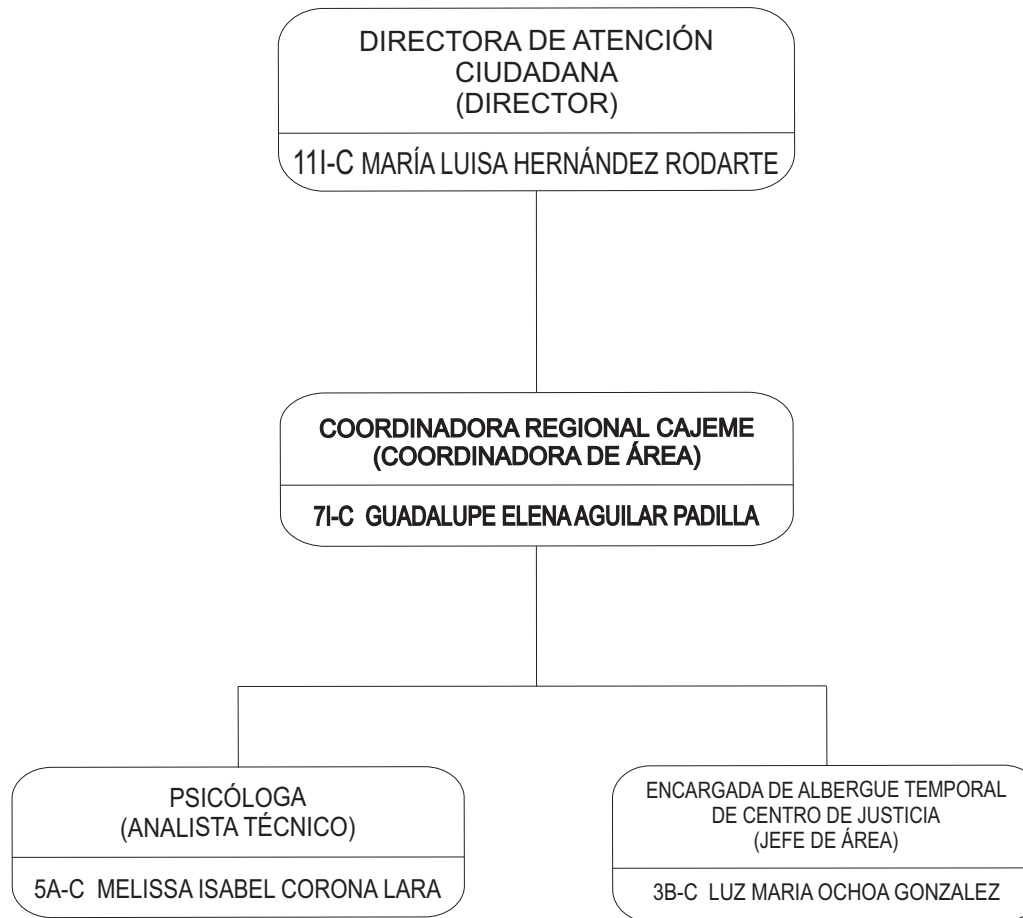 DIRECTORA DE ATENCIÓN
CIUDADANA
(DIRECTOR)
11I-C MARÍA LUISA HERNÁNDEZ RODARTE
COORDINADORA REGIONAL CAJEME
(COORDINADORA DE ÁREA)
7I-C GUADALUPE ELENA AGUILAR PADILLA
PSICÓLOGA
(ANALISTA TÉCNICO)
5A-C MELISSA ISABEL CORONA LARA
ENCARGADA DE ALBERGUE TEMPORAL
DE CENTRO DE JUSTICIA
(JEFE DE ÁREA)
3B-C LUZ MARIA OCHOA GONZALEZ